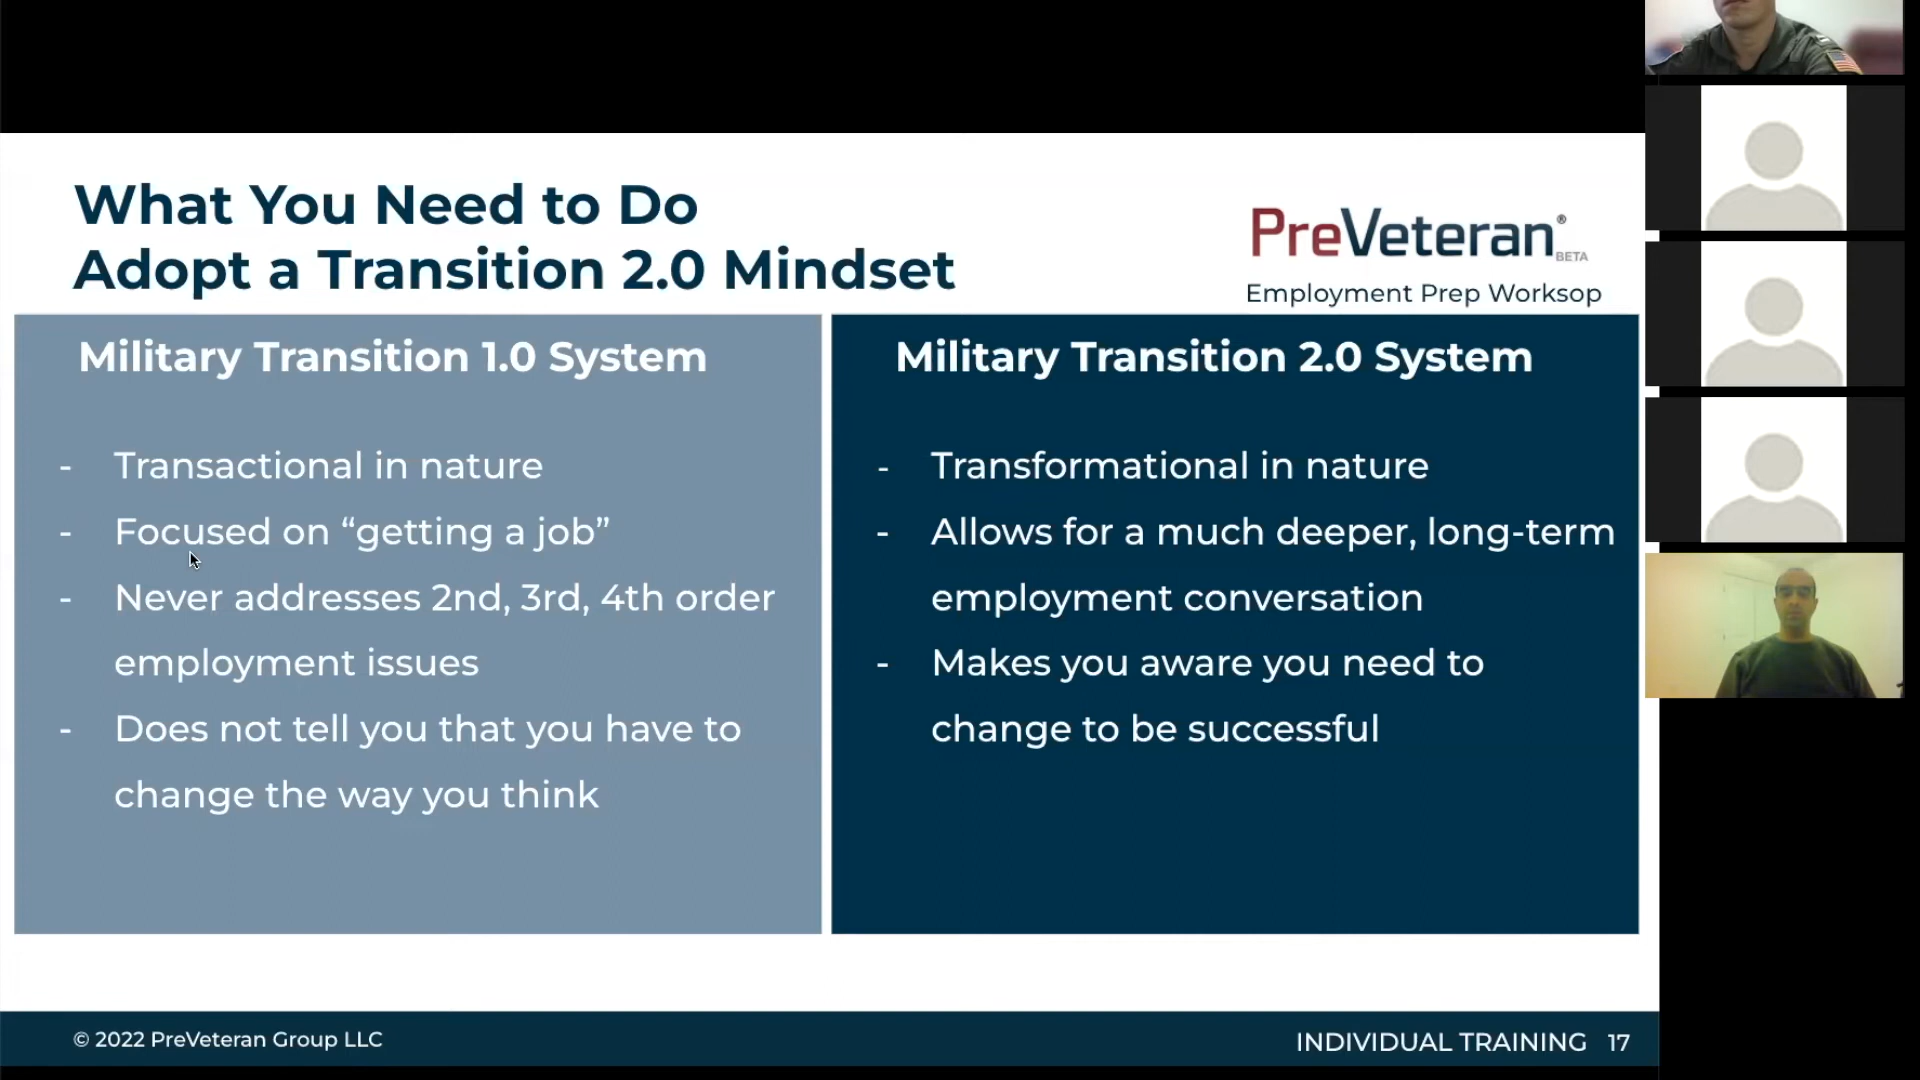 What You Need to Do
Adopt a Transition 2.0 Mindset
PreVeteran®
BETA
Employment Prep Worksop
Military Transition 1.0 System
- Transactional in nature
- Focused on “getting a job”
- Never addresses 2nd, 3rd, 4th order
employment issues
- Does not tell you that you have to
change the way you think
Military Transition 2.0 System
- Transformational in nature
- Allows for a much deeper, long-term
employment conversation
- Makes you aware you need to
change to be successful
© 2022 PreVeteran Group LLC
INDIVIDUAL TRAINING 17